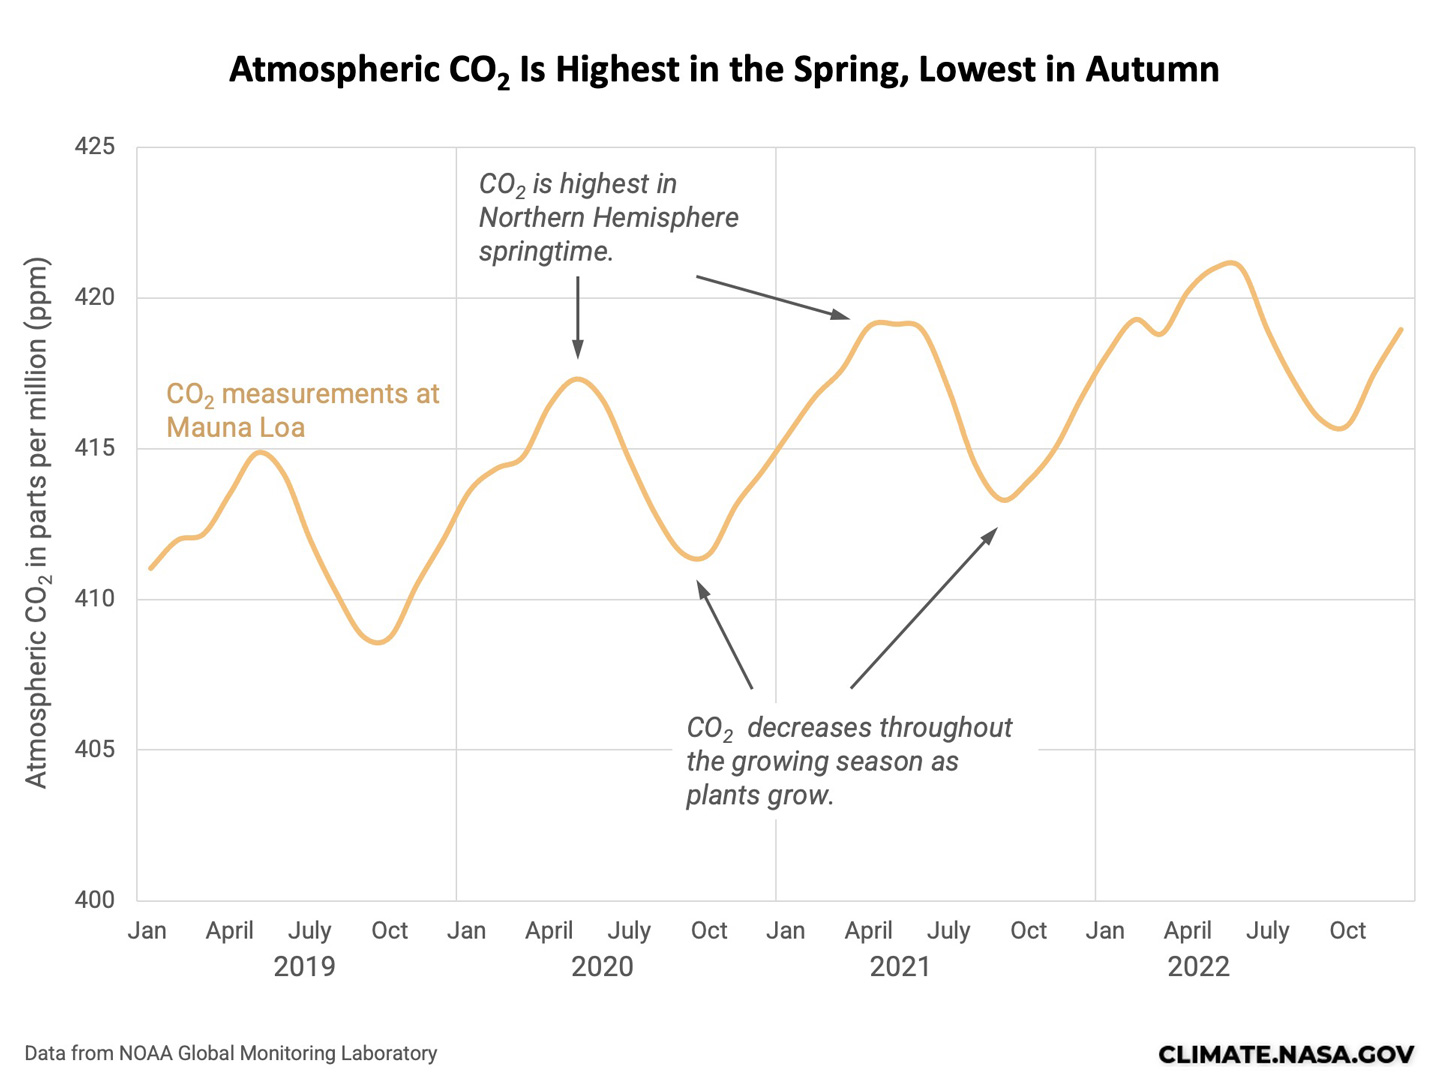 Atmospheric CO₂ Is Highest in the Spring, Lowest in Autumn
Atmospheric CO₂ in parts per million (ppm)
425
420
415
410
405
400
CO₂ is highest in
Northern Hemisphere
springtime.
CO₂ measurements at
Mauna Loa
CO₂ decreases throughout
the growing season as
plants grow.
Jan April July Oct Jan April July Oct Jan April July Oct Jan April July Oct
2019 2020 2021 2022
Data from NOAA Global Monitoring Laboratory
CLIMATE.NASA.GOV